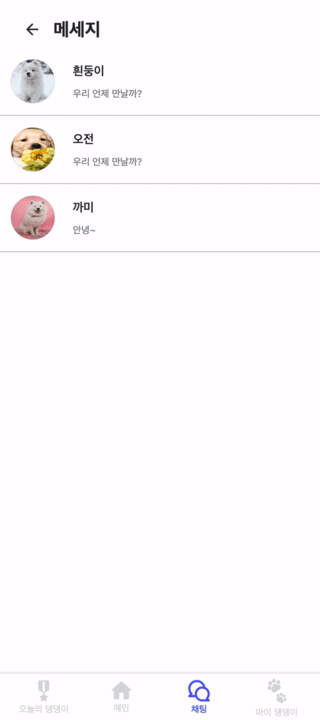 메세지
흰둥이
우리 언제 만날까?
오전
우리 언제 만날까?
까미
안녕~
오늘의 댕댕이
메인
채팅
마이 댕댕이